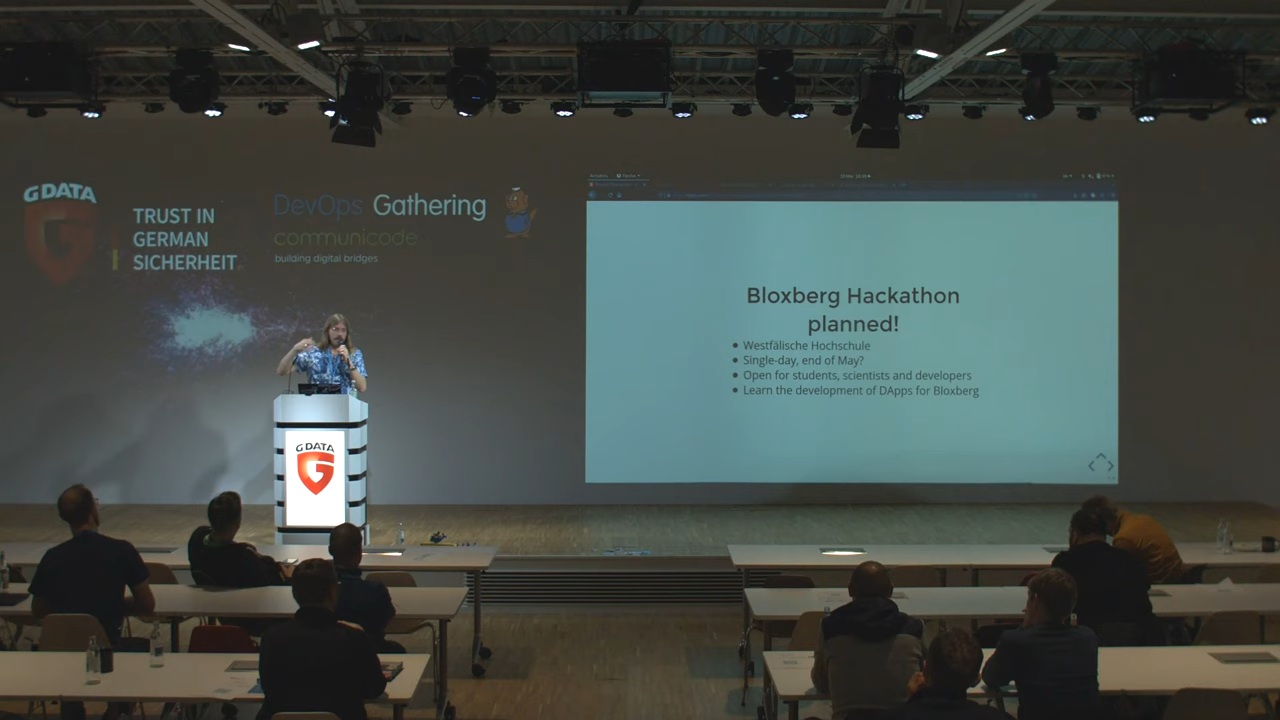 G DATA
TRUST IN
GERMAN
SICHERHEIT
DevOps Gathering
communicode
building digital bridges
Bloxberg Hackathon
planned!
Westfälische Hochschule
Single-day, end of May?
Open for students, scientists and developers
Learn the development of DApps for Bloxberg
G DATA